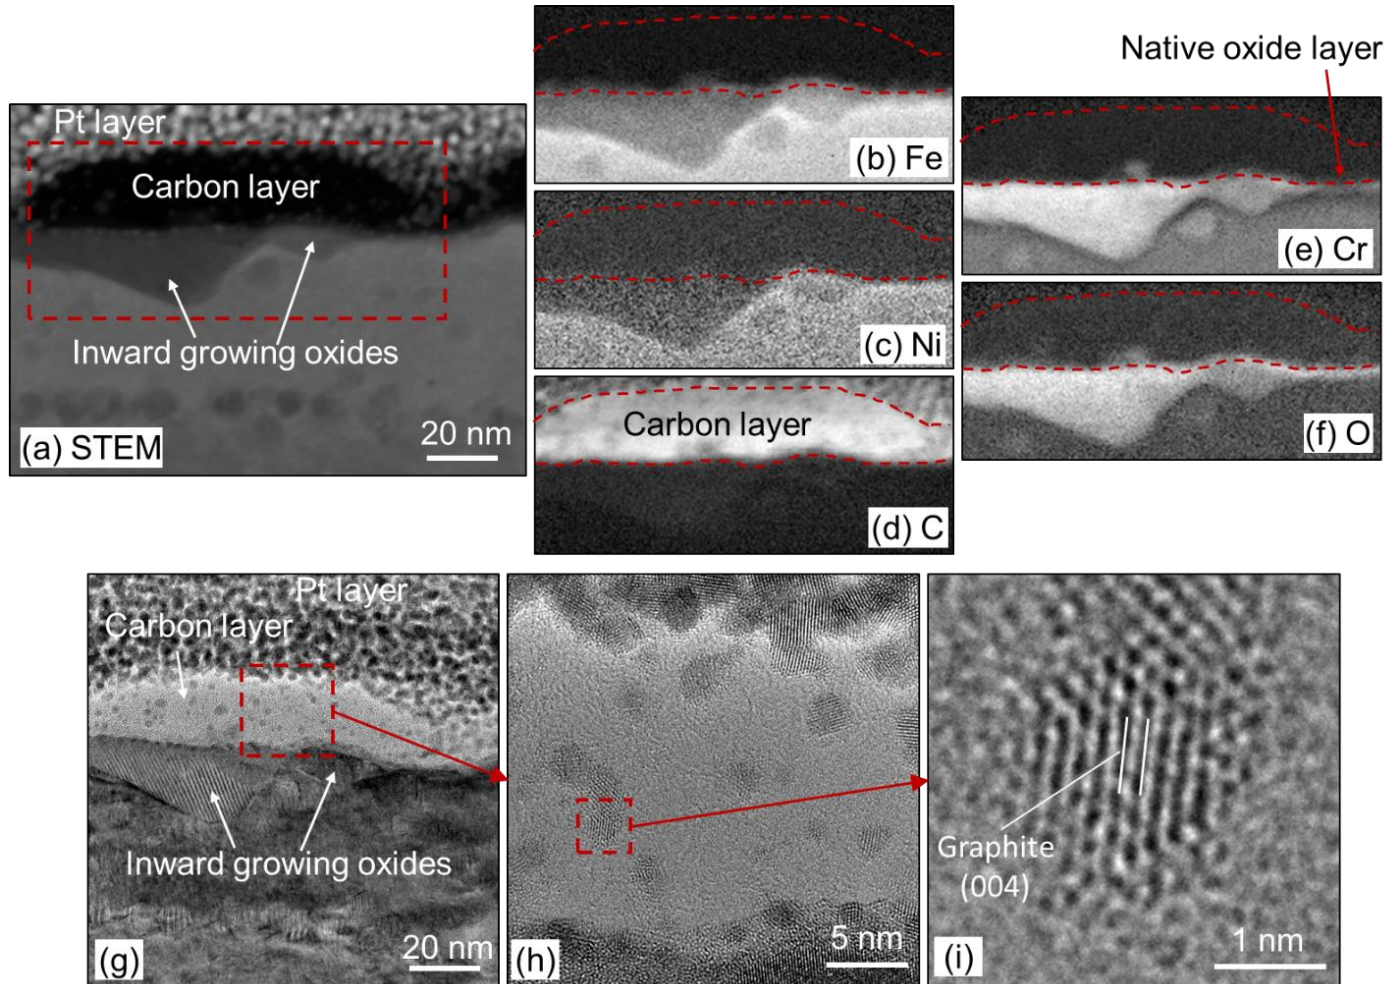 Pt layer
Carbon layer
Inward growing oxides
20 nm
(a) STEM
(b) Fe
(c) Ni
Carbon layer
(d) C
Native oxide layer
(e) Cr
(f) O
Pt layer
Carbon layer
Inward growing oxides
20 nm
(g)
5 nm
(h)
Graphite
(004)
1 nm
(i)